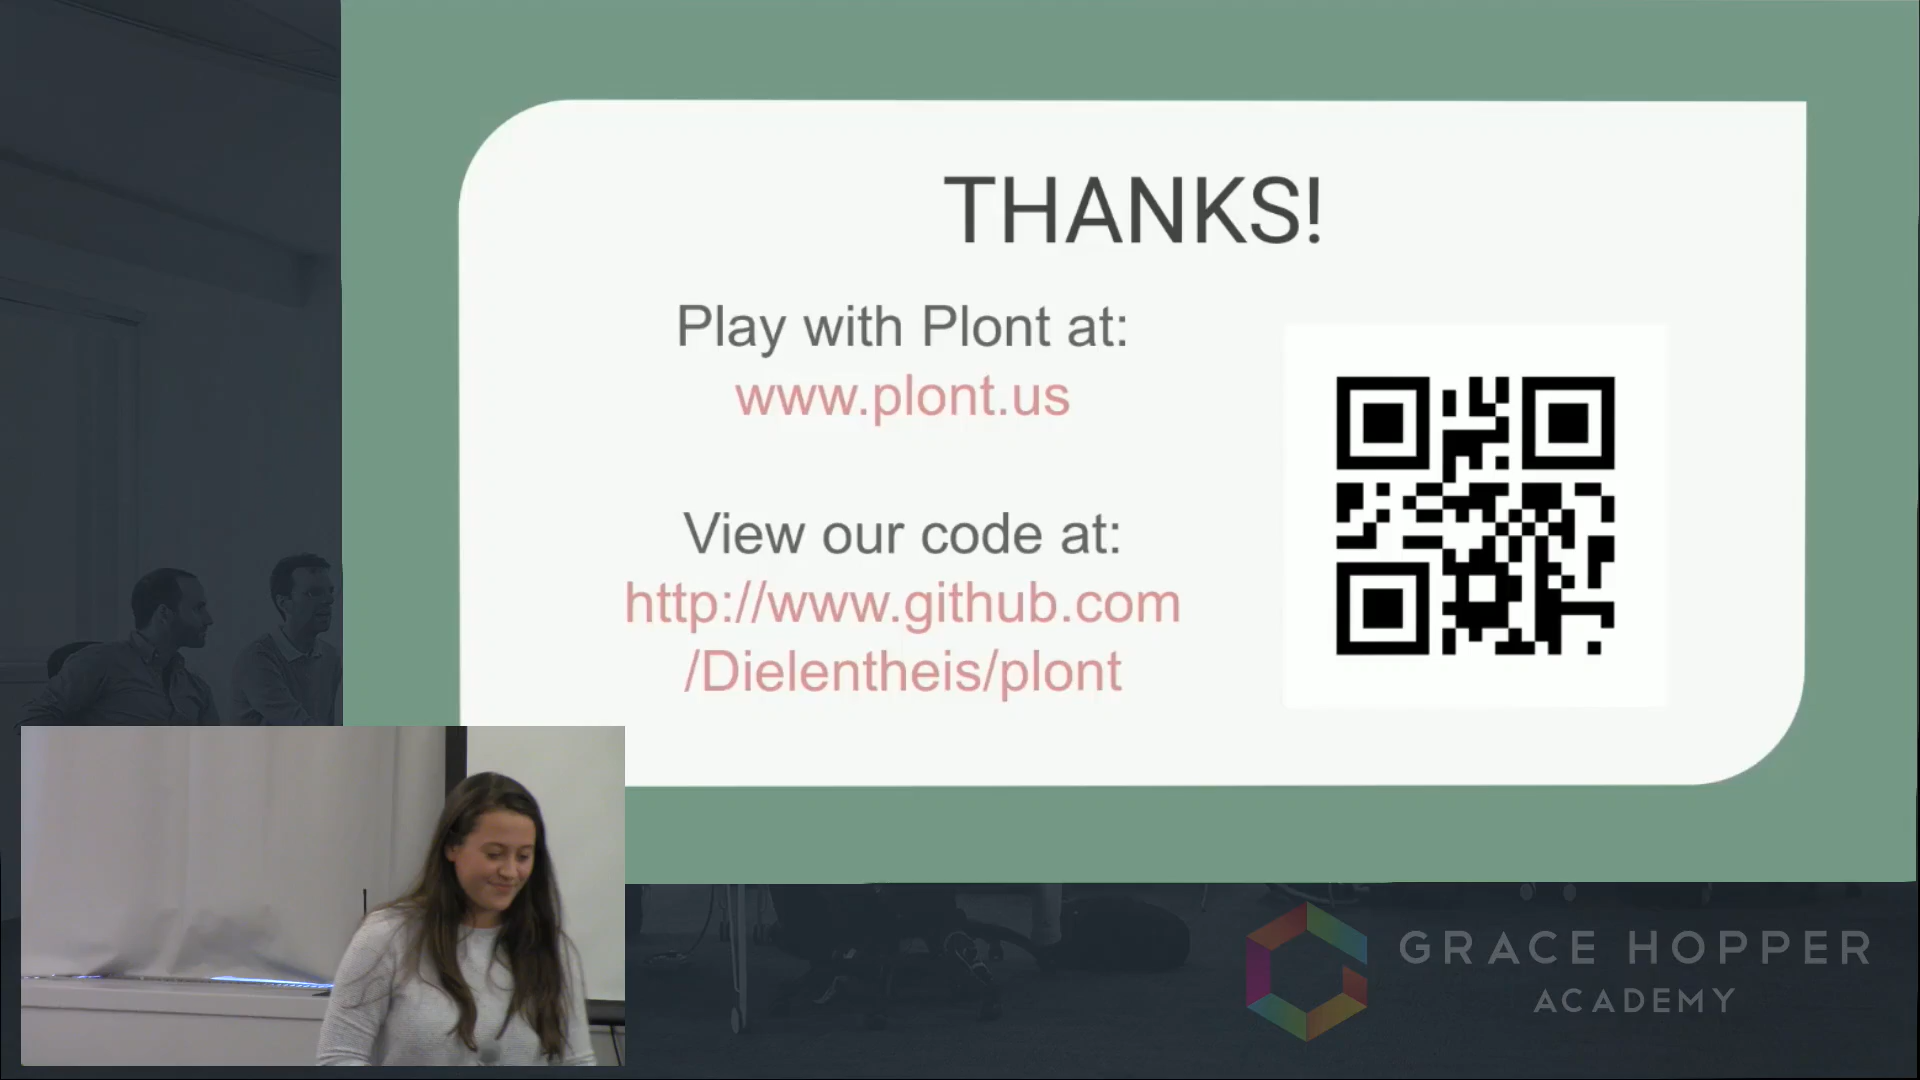 THANKS!
Play with Plont at:
www.plont.us
View our code at:
http://www.github.com
/Dielentheis/plont
GRACE HOPPER
ACADEMY